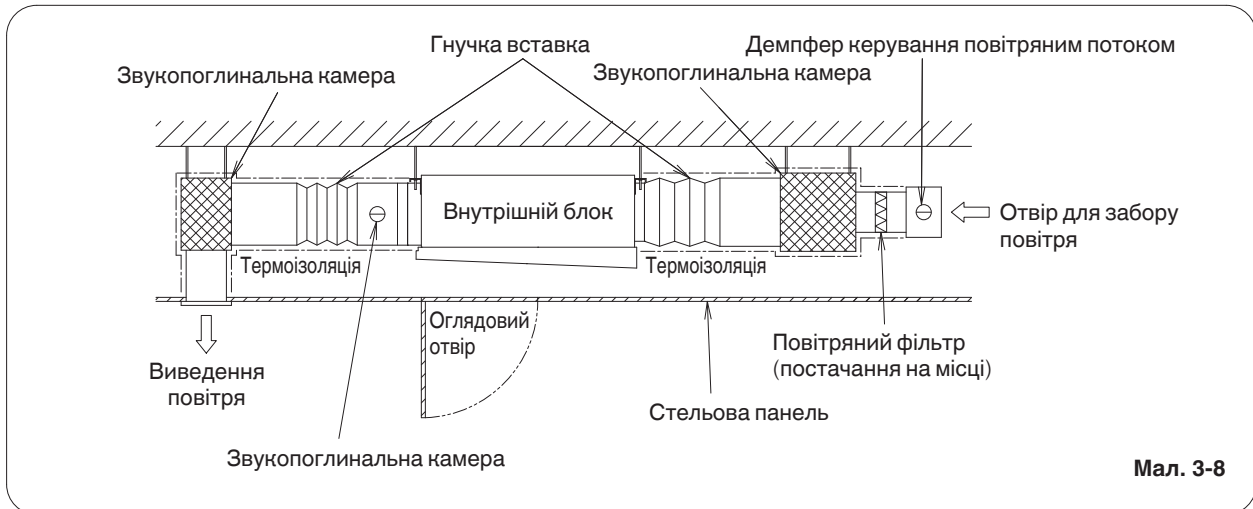 Гнучка вставка
Демпфер керування повітряним потоком
Звукопоглинальна камера
Звукопоглинальна камера
Внутрішній блок
Отвір для забору
повітря
Термоізоляція
Термоізоляція
Оглядовий
отвір
Повітряний фільтр
(постачання на місці)
Виведення
повітря
Стельова панель
Звукопоглинальна камера
Мал. 3-8